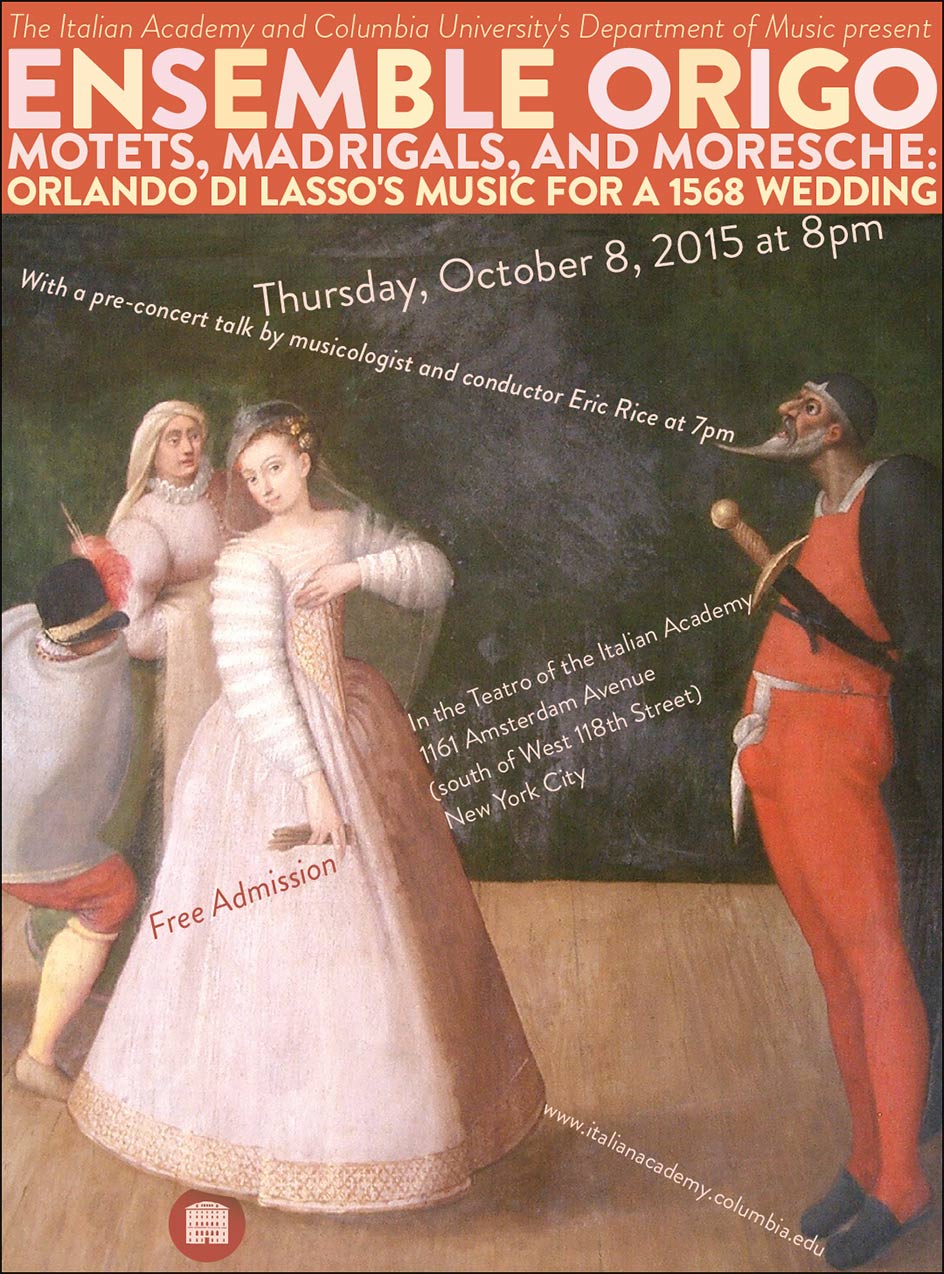 The Italian Academy and Columbia University's Department of Music present
ENSEMBLE ORIGO
MOTETS, MADRIGALS, AND MORESCHE:
ORLANDO DI LASSO'S MUSIC FOR A 1568 WEDDING
Thursday, October 8, 2015 at 8pm
With a pre-concert talk by musicologist and conductor Eric Rice at 7pm
In the Teatro of the Italian Academy
1161 Amsterdam Avenue
(south of West 118th Street)
New York City
Free Admission
www.italianacademy.columbia.edu